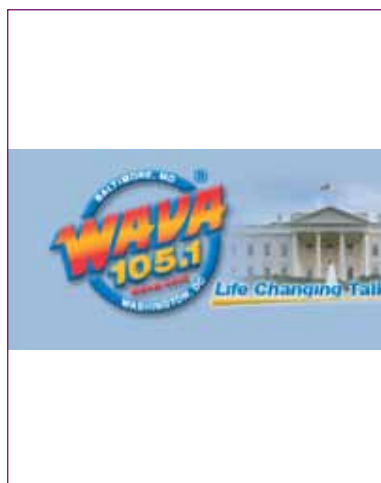 BALTIMORE, MD
®
WAVA
105.1
WASHINGTON, DC
Life Changing Talk